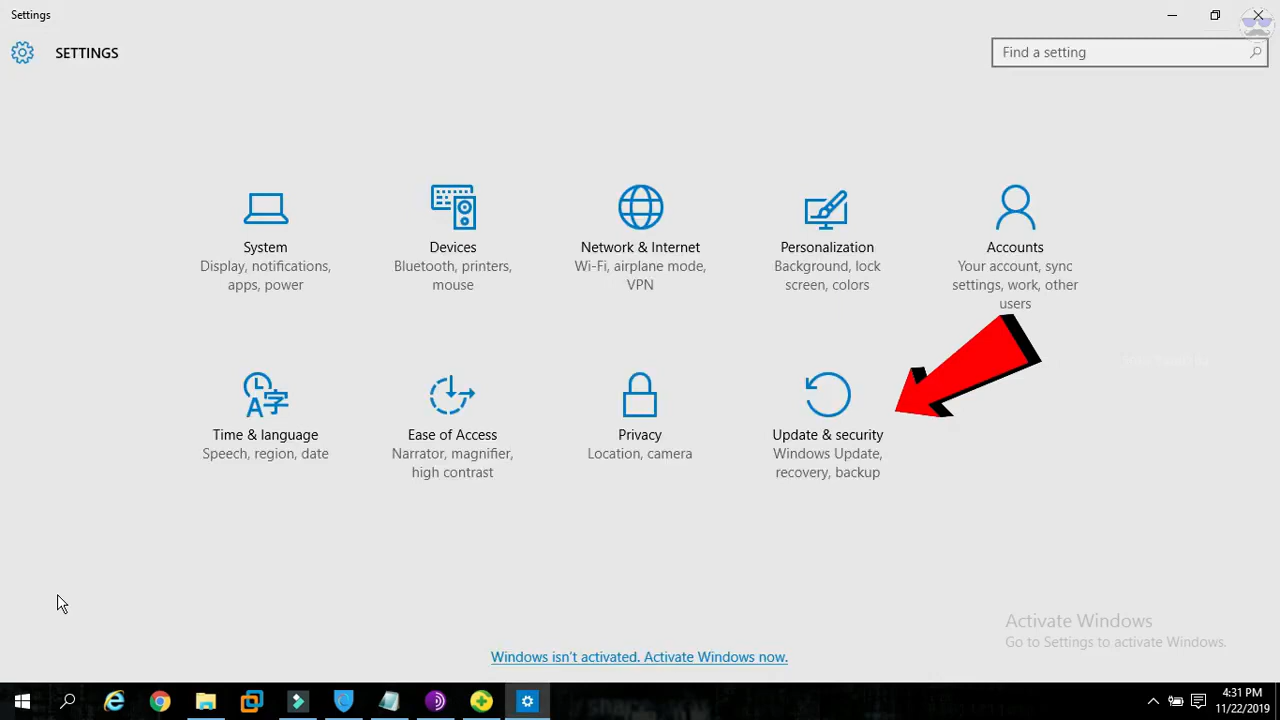 Settings
SETTINGS
Find a setting
System
Display, notifications,
apps, power
Devices
Bluetooth, printers,
mouse
Network & Internet
Wi-Fi, airplane mode,
VPN
Personalization
Background, lock
screen, colors
Accounts
Your account, sync
settings, work, other
users
Time & language
Speech, region, date
Ease of Access
Narrator, magnifier,
high contrast
Privacy
Location, camera
Update & security
Windows Update,
recovery, backup
Activate Windows
Go to Settings to activate Windows.
Windows isn't activated. Activate Windows now.
4:31 PM
11/22/2019